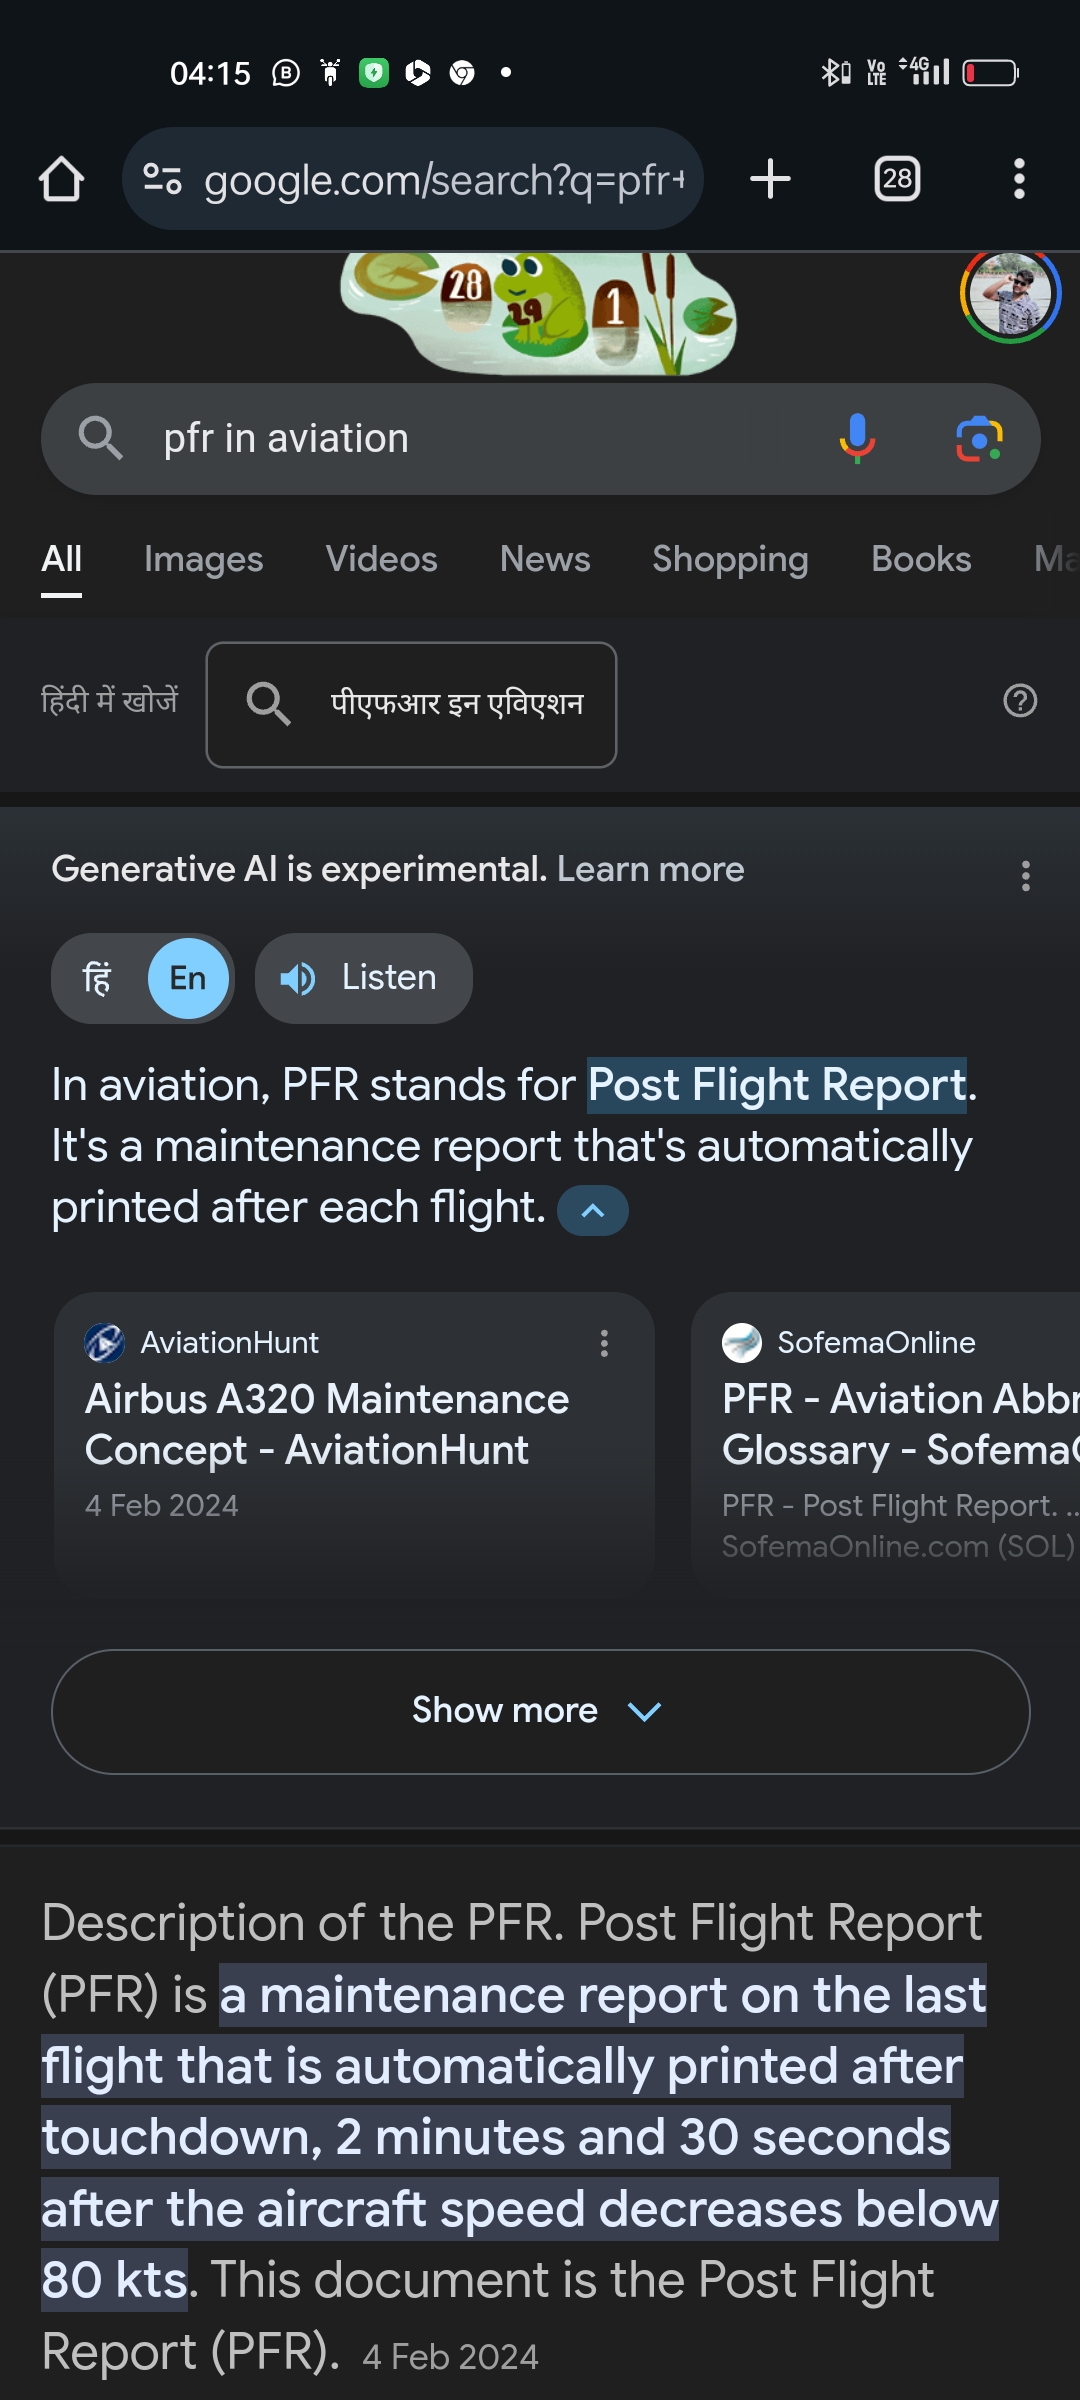 04:15
Vo
LTE
4G
google.com/search?q=pfr+
28
28
29
1
pfr in aviation
All Images Videos News Shopping Books Ma
हिंदी में खोजें पीएफआर इन एविएशन
Generative AI is experimental. Learn more
हिं En Listen
In aviation, PFR stands for Post Flight Report.
It's a maintenance report that's automatically
printed after each flight.
AviationHunt
Airbus A320 Maintenance
Concept - AviationHunt
4 Feb 2024
SofemaOnline
PFR - Aviation Abbr
Glossary - Sofema
PFR - Post Flight Report. ..
SofemaOnline.com (SOL)
Show more
Description of the PFR. Post Flight Report
(PFR) is a maintenance report on the last
flight that is automatically printed after
touchdown, 2 minutes and 30 seconds
after the aircraft speed decreases below
80 kts. This document is the Post Flight
Report (PFR). 4 Feb 2024